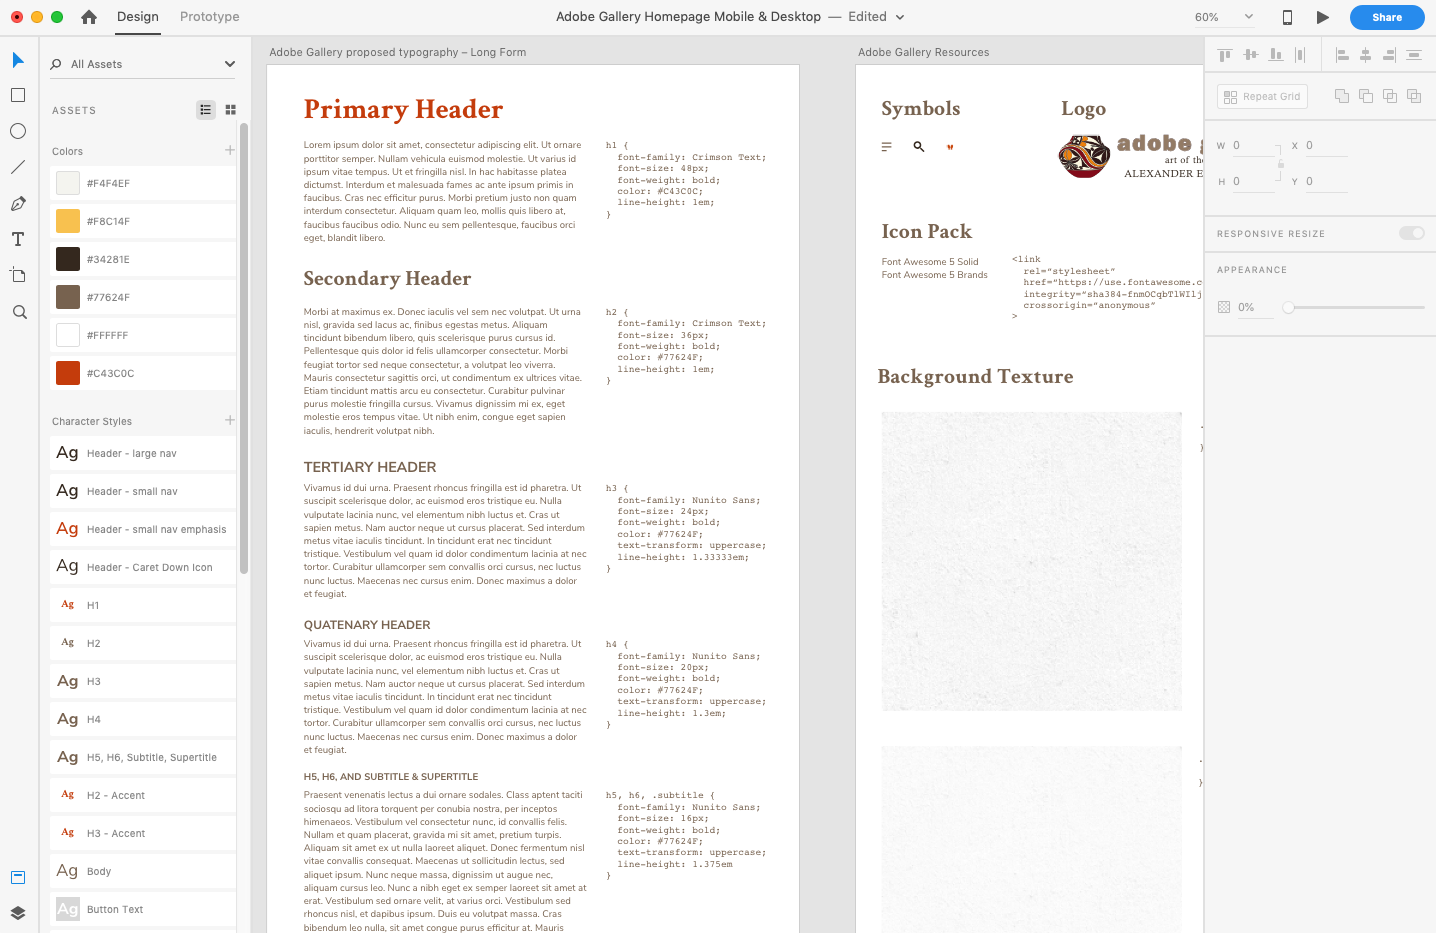 Design
Prototype
Adobe Gallery Homepage Mobile & Desktop — Edited
60%
Share
All Assets
ASSETS
Colors
#F4F4EF
#F8C14F
#34281E
#77624F
#FFFFFF
#C43C0C
Character Styles
Ag Header - large nav
Ag Header - small nav
Ag Header - small nav emphasis
Ag Header - Caret Down Icon
Ag H1
Ag H2
Ag H3
Ag H4
Ag H5, H6, Subtitle, Supertitle
Ag H2 - Accent
Ag H3 - Accent
Ag Body
Ag Button Text
Adobe Gallery proposed typography – Long Form
Primary Header
Lorem ipsum dolor sit amet, consectetur adipiscing elit. Ut ornare
porttitor semper. Nullam vehicula euismod molestie. Ut varius id
ipsum vitae tempus. Ut et fringilla nisl. In hac habitasse platea
dictumst. Interdum et malesuada fames ac ante ipsum primis in
faucibus. Cras nec efficitur purus. Morbi pretium justo non quam
interdum consectetur. Aliquam quam leo, mollis quis libero at,
faucibus faucibus odio. Nunc eu sem pellentesque, faucibus orci
eget, blandit libero.
h1 {
font-family: Crimson Text;
font-size: 48px;
font-weight: bold;
color: #C43C0C;
line-height: 1em;
}
Secondary Header
Morbi at maximus ex. Donec iaculis vel sem nec volutpat. Ut urna
nisl, gravida sed lacus ac, finibus egestas metus. Aliquam
tincidunt bibendum libero, quis scelerisque purus cursus id.
Pellentesque quis dolor id felis ullamcorper consectetur. Morbi
feugiat tortor sed neque consectetur, a volutpat leo viverra.
Mauris consectetur sagittis orci, ut condimentum ex ultrices vitae.
Etiam tincidunt mattis arcu eu consectetur. Curabitur pulvinar
purus molestie fringilla cursus. Vivamus dignissim mi ex, eget
molestie eros tempus vitae. Ut nibh enim, congue eget sapien
iaculis, hendrerit volutpat nibh.
h2 {
font-family: Crimson Text;
font-size: 36px;
font-weight: bold;
color: #77624F;
line-height: 1em;
}
TERTIARY HEADER
Vivamus id dui urna. Praesent rhoncus fringilla est id pharetra. Ut
suscipit scelerisque dolor, ac euismod eros tristique eu. Nulla
vulputate lacinia nunc, vel elementum nibh luctus et. Cras ut
sapien metus. Nam auctor neque ut cursus placerat. Sed interdum
metus vitae iaculis tincidunt. In tincidunt erat nec tincidunt
tristique. Vestibulum vel quam id dolor condimentum lacinia at nec
tortor. Curabitur ullamcorper sem convallis orci cursus, nec luctus
nunc luctus. Maecenas nec cursus enim. Donec maximus a dolor
et feugiat.
h3 {
font-family: Nunito Sans;
font-size: 24px;
font-weight: bold;
color: #77624F;
text-transform: uppercase;
line-height: 1.33333em;
}
QUATENARY HEADER
Vivamus id dui urna. Praesent rhoncus fringilla est id pharetra. Ut
suscipit scelerisque dolor, ac euismod eros tristique eu. Nulla
vulputate lacinia nunc, vel elementum nibh luctus et. Cras ut
sapien metus. Nam auctor neque ut cursus placerat. Sed interdum
metus vitae iaculis tincidunt. In tincidunt erat nec tincidunt
tristique. Vestibulum vel quam id dolor condimentum lacinia at nec
tortor. Curabitur ullamcorper sem convallis orci cursus, nec luctus
nunc luctus. Maecenas nec cursus enim. Donec maximus a dolor
et feugiat.
h4 {
font-family: Nunito Sans;
font-size: 20px;
font-weight: bold;
color: #77624F;
text-transform: uppercase;
line-height: 1.3em;
}
H5, H6, AND SUBTITLE & SUPERTITLE
Praesent venenatis lectus a dui ornare sodales. Class aptent taciti
sociosqu ad litora torquent per conubia nostra, per inceptos
himenaeos. Vestibulum vel consectetur nunc, id convallis felis.
Nullam et quam placerat, gravida mi sit amet, pretium turpis.
Aliquam sit amet ex ut nulla laoreet aliquet. Donec fermentum nisl
vitae convallis consequat. Maecenas ut sollicitudin lectus, sed
aliquet ipsum. Nunc neque massa, dignissim ut augue nec,
aliquam cursus leo. Nunc a nibh eget ex semper laoreet sit amet at
erat. Vestibulum sed ornare velit, at varius orci. Vestibulum sed
rhoncus nisl, et dapibus ipsum. Duis eu volutpat massa. Cras
bibendum leo nulla, sit amet congue purus efficitur at. Mauris
h5, h6, .subtitle {
font-family: Nunito Sans;
font-size: 16px;
font-weight: bold;
color: #77624F;
text-transform: uppercase;
line-height: 1.375em
}
Adobe Gallery Resources
Symbols
Logo
adobe g
art of the
ALEXANDER E
Icon Pack
Font Awesome 5 Solid
Font Awesome 5 Brands
<link
rel="stylesheet"
href="https://use.fontawesome.c
integrity="sha384-fnmOCqbTlWIlj
crossorigin="anonymous"
>
Background Texture
.
}
.
}
Repeat Grid
W 0
X 0
H 0
Y 0
RESPONSIVE RESIZE
APPEARANCE
0%